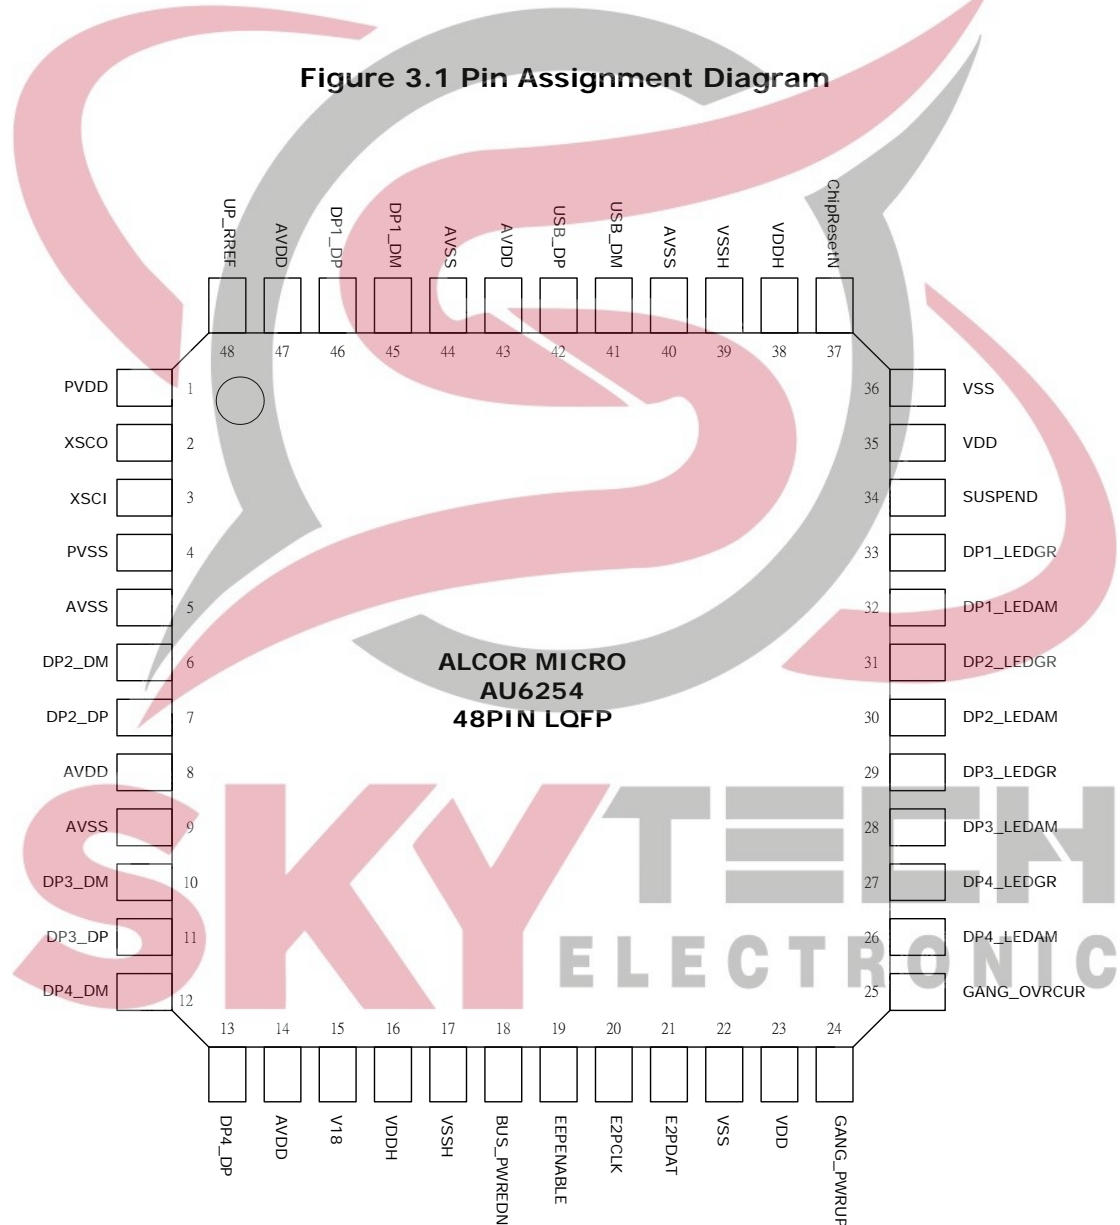 Figure 3.1 Pin Assignment Diagram
UP_RREF
AVDD
DP1_DP
DP1_DM
AVSS
AVDD
USB_DP
USB_DM
AVSS
VSSH
VDDH
ChipResetN
48 47 46 45 44 43 42 41 40 39 38 37
PVDD 1 36 VSS
XSCO 2 35 VDD
XSCI 3 34 SUSPEND
PVSS 4 33 DP1_LEDGR
AVSS 5 32 DP1_LEDAM
DP2_DM 6 31 DP2_LEDGR
ALCOR MICRO
AU6254
48PIN LQFP
DP2_DP 7 30 DP2_LEDAM
AVDD 8 29 DP3_LEDGR
AVSS 9 28 DP3_LEDAM
DP3_DM 10 27 DP4_LEDGR
DP3_DP 11 26 DP4_LEDAM
DP4_DM 12 25 GANG_OVRCUR
13 14 15 16 17 18 19 20 21 22 23 24
DP4_DP
AVDD
V18
VDDH
VSSH
BUS_PWREDN
EEPENABLE
E2PCLK
E2PDAT
VSS
VDD
GANG_PWRUP
SKYTECH
ELECTRONIC